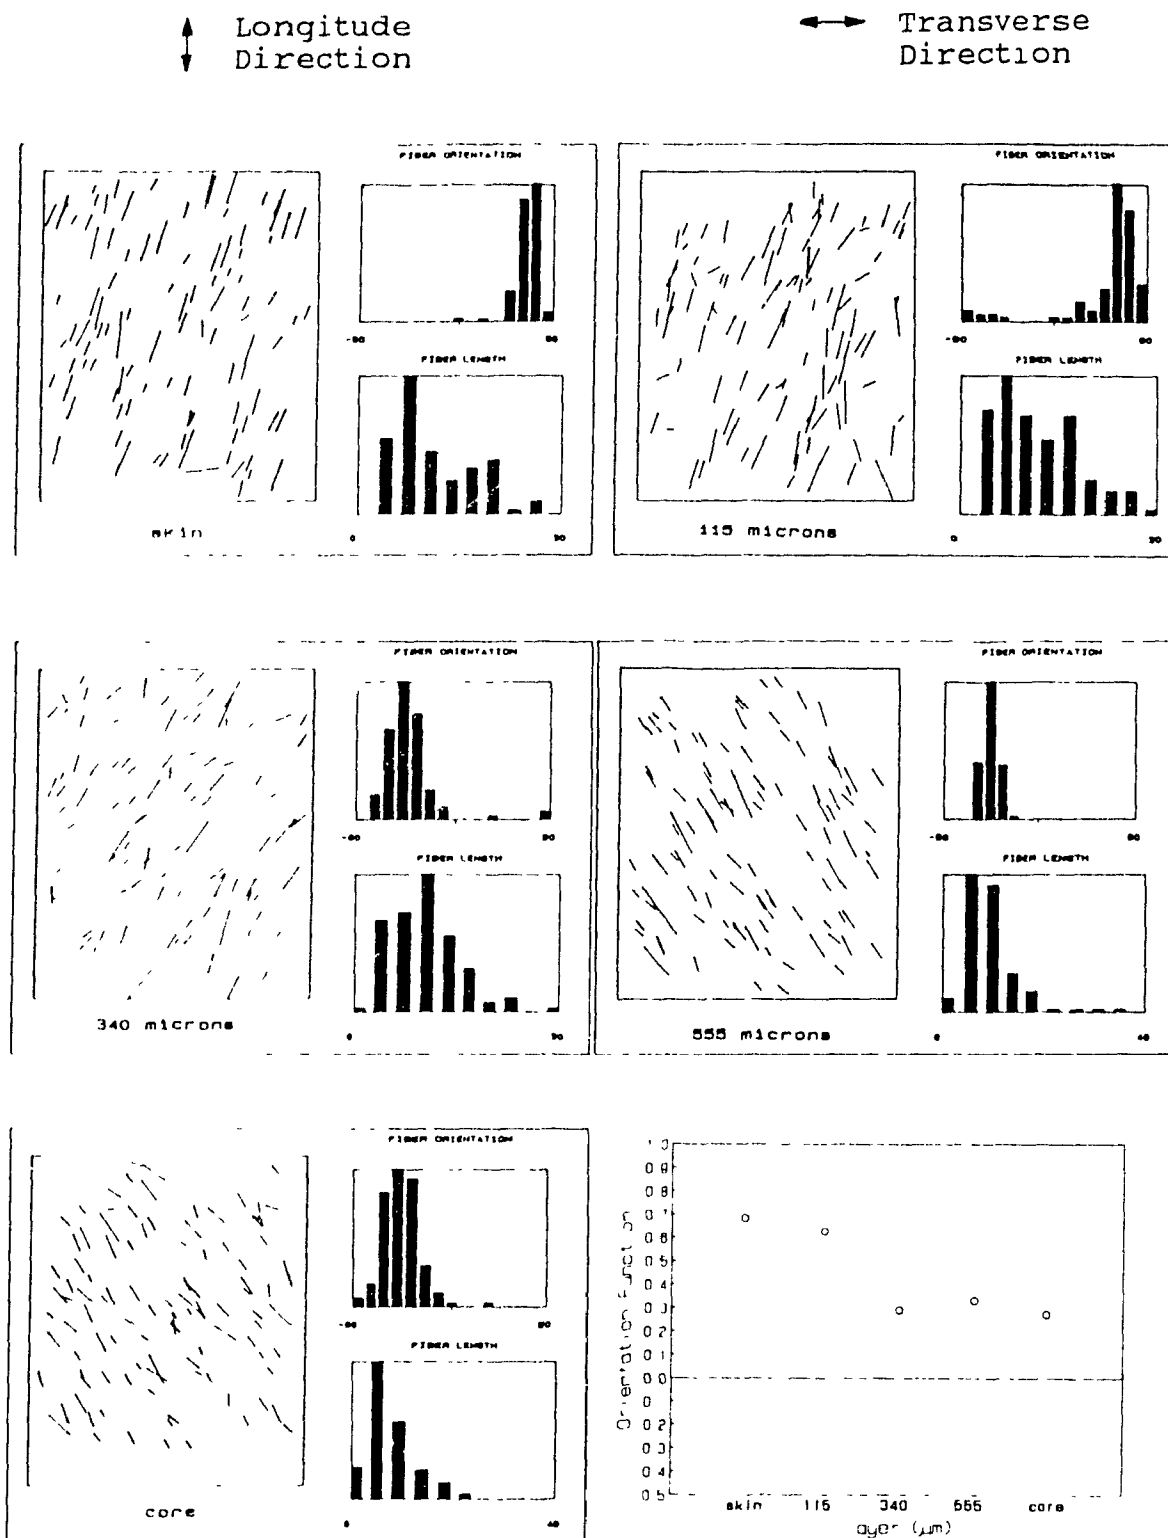 Longitude
Direction
Transverse
Direction
FIBER ORIENTATION
-90
90
FIBER LENGTH
0
90
skin
FIBER ORIENTATION
-90
90
FIBER LENGTH
0
90
115 microns
FIBER ORIENTATION
-90
90
FIBER LENGTH
0
90
340 microns
FIBER ORIENTATION
-90
90
FIBER LENGTH
0
40
555 microns
FIBER ORIENTATION
-90
90
FIBER LENGTH
0
40
core
Orientation Function
1.0
0.9
0.8
0.7
0.6
0.5
0.4
0.3
0.2
0.1
0.0
0.2
0.3
0.4
0.5
skin 115 340 555 core
ayer (µm)